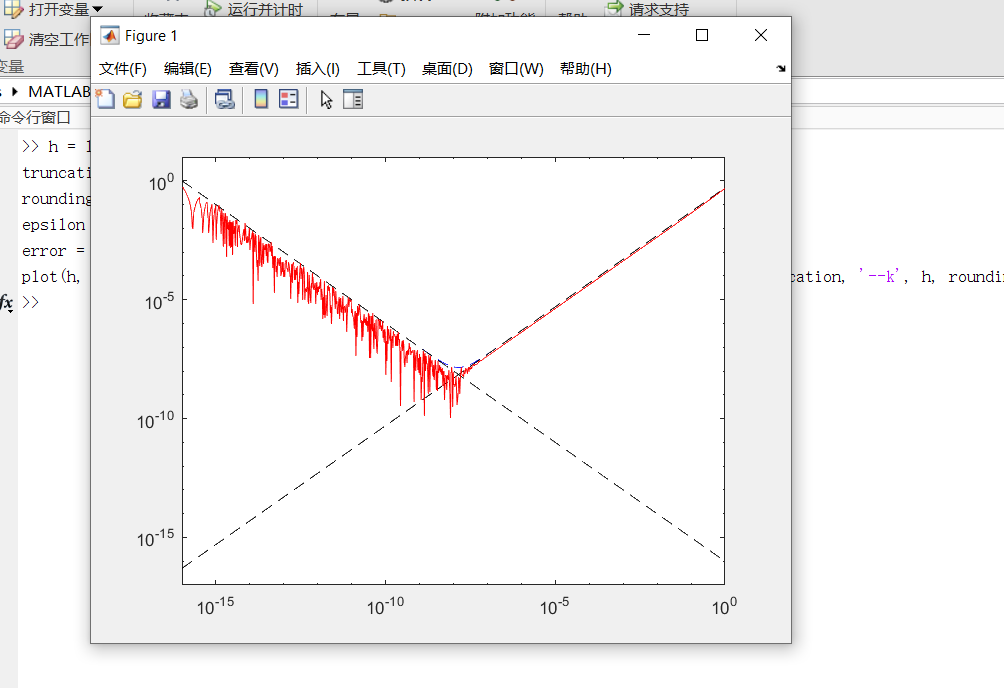 打开变量 运行并计时 请求支持
清空工作
变量
MATLAB
命令行窗口
Figure 1
文件(F) 编辑(E) 查看(V) 插入(I) 工具(T) 桌面(D) 窗口(W) 帮助(H)
>> h = 1
truncati
rounding
epsilon
error =
plot(h, cation, '--k', h, roundin
fx >>
10^0
10^-5
10^-10
10^-15
10^-15 10^-10 10^-5 10^0